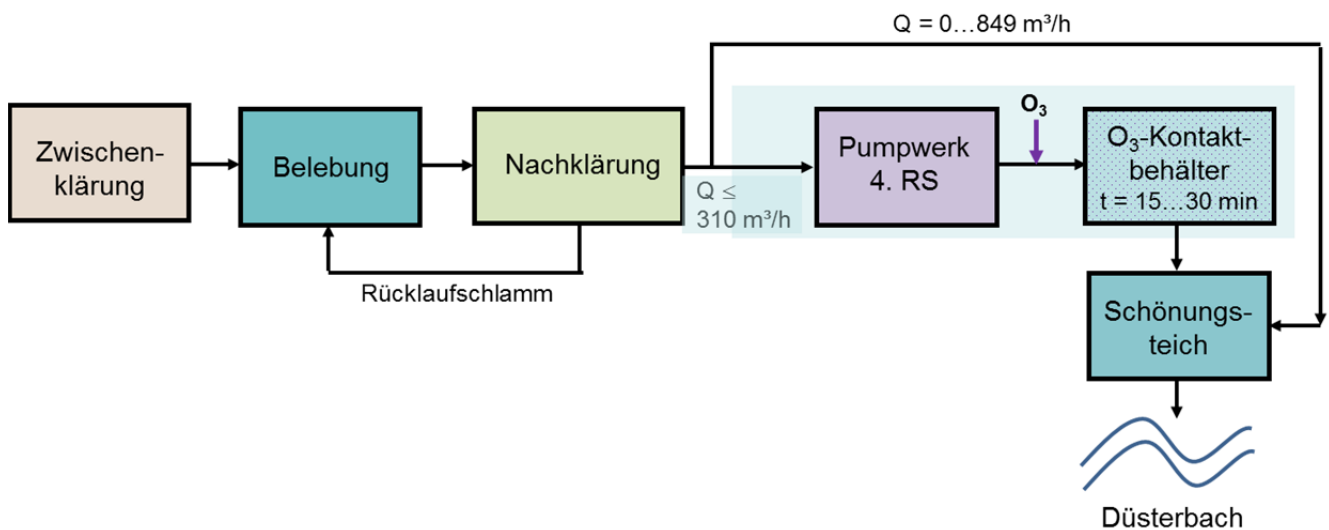 Q = 0…849 m³/h
Zwischen-
klärung
Belebung
Nachklärung
Q ≤
310 m³/h
Pumpwerk
4. RS
O₃
O₃-Kontakt-
behälter
t = 15…30 min
Rücklaufschlamm
Schönungs-
teich
Düsterbach